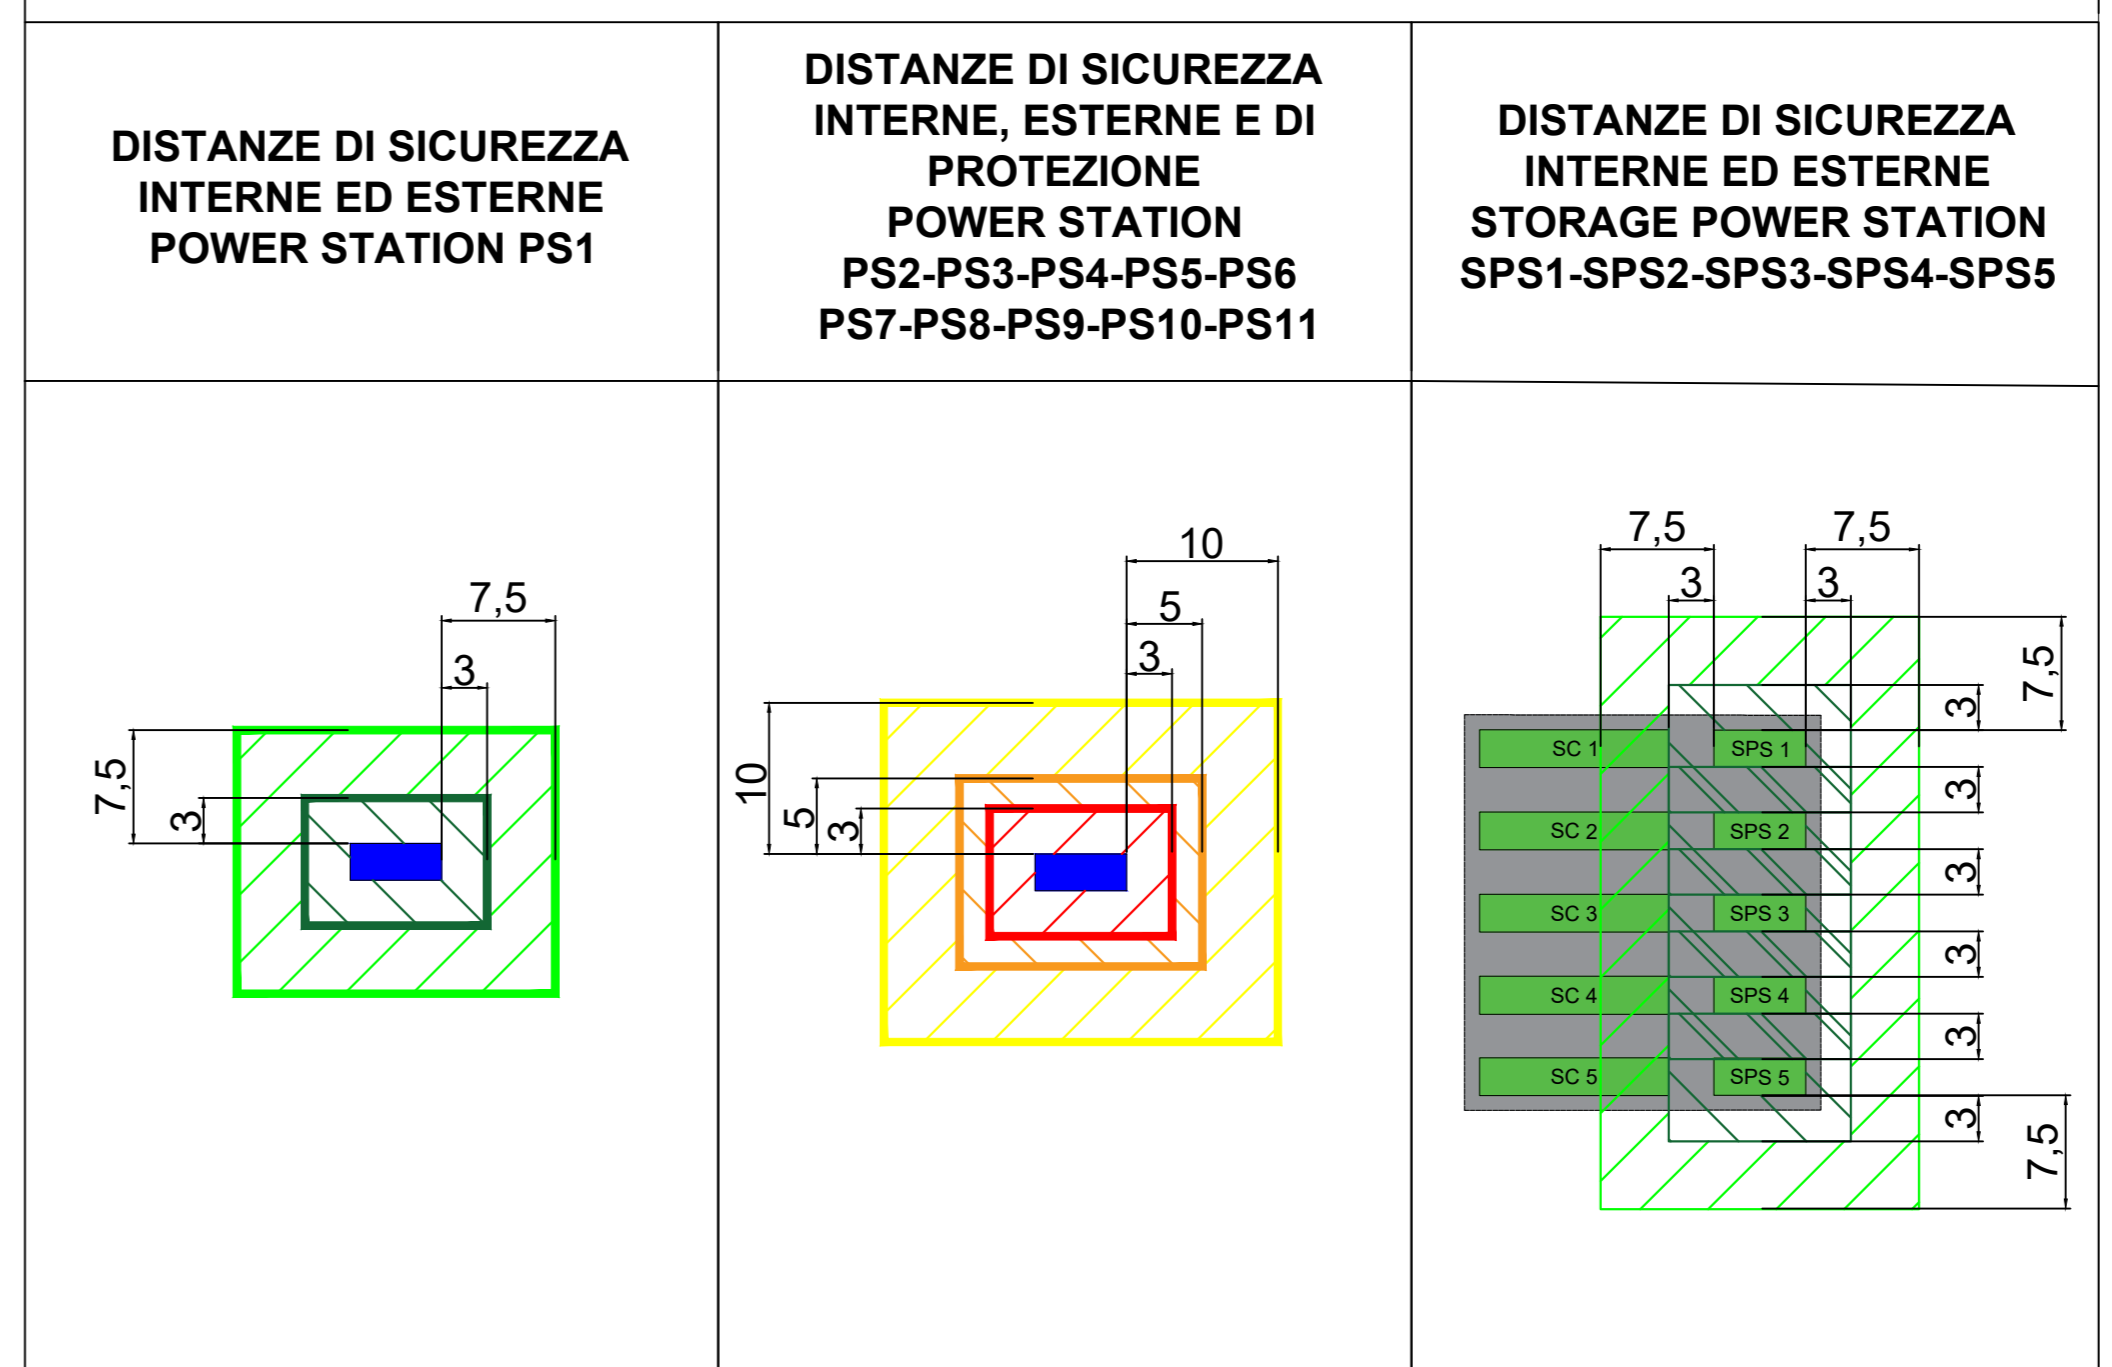 DISTANZE DI SICUREZZA
INTERNE ED ESTERNE
POWER STATION PS1
DISTANZE DI SICUREZZA
INTERNE, ESTERNE E DI
PROTEZIONE
POWER STATION
PS2-PS3-PS4-PS5-PS6
PS7-PS8-PS9-PS10-PS11
DISTANZE DI SICUREZZA
INTERNE ED ESTERNE
STORAGE POWER STATION
SPS1-SPS2-SPS3-SPS4-SPS5
7,5
3
7,5
3
10
5
3
10
5
3
7,5
7,5
3
3
7,5
3
SC 1
SPS 1
3
SC 2
SPS 2
3
SC 3
SPS 3
3
SC 4
SPS 4
3
SC 5
SPS 5
3
7,5